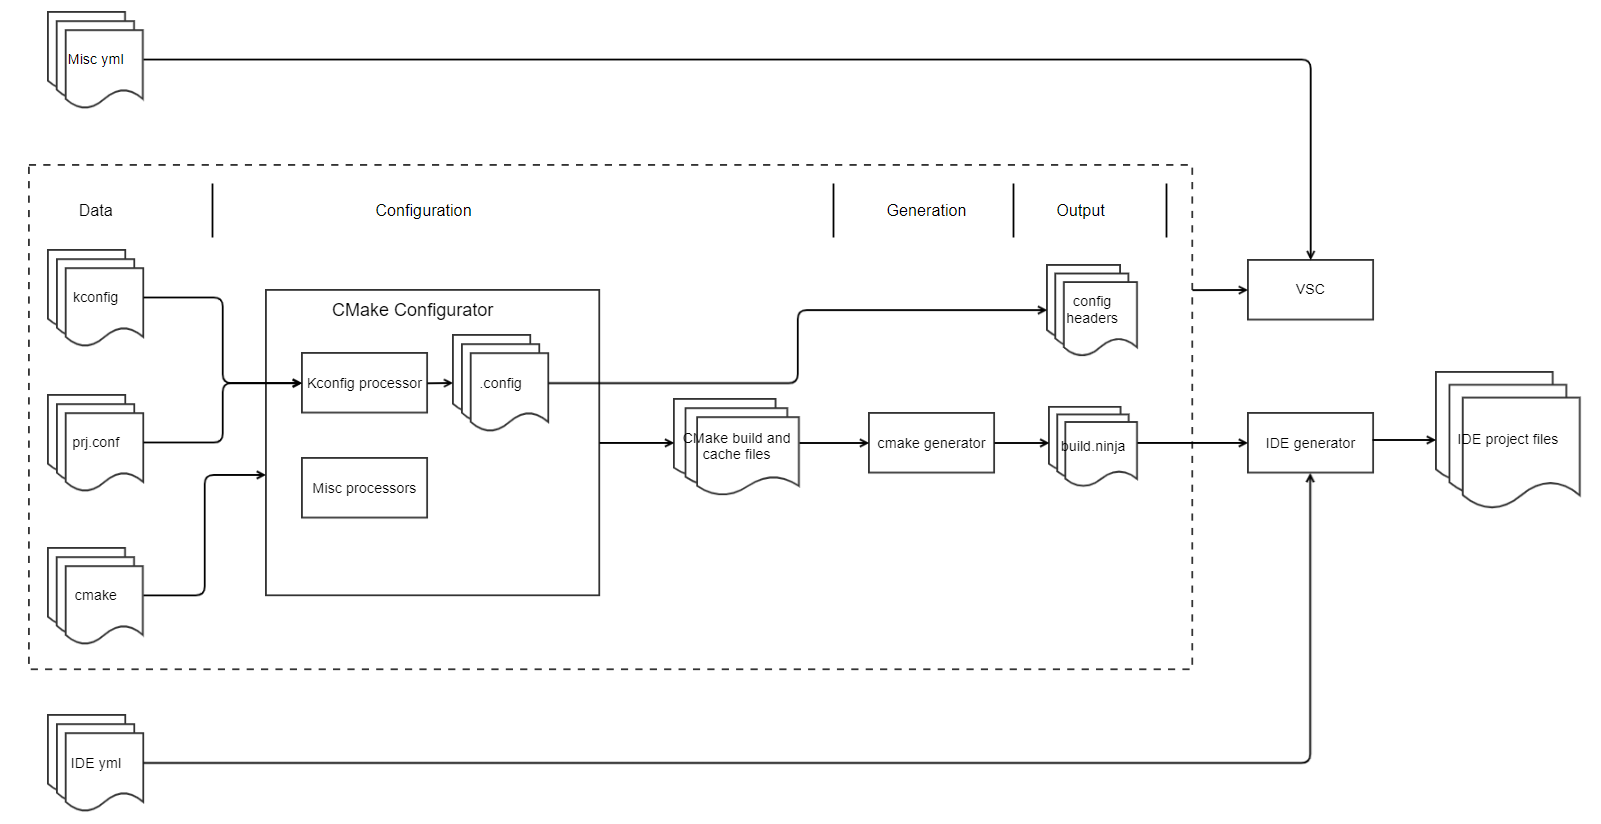 Misc yml
Data
Configuration
Generation
Output
kconfig
CMake Configurator
config
headers
VSC
Kconfig processor
.config
prj.conf
CMake build and
cache files
cmake generator
build.ninja
IDE generator
IDE project files
Misc processors
cmake
IDE yml